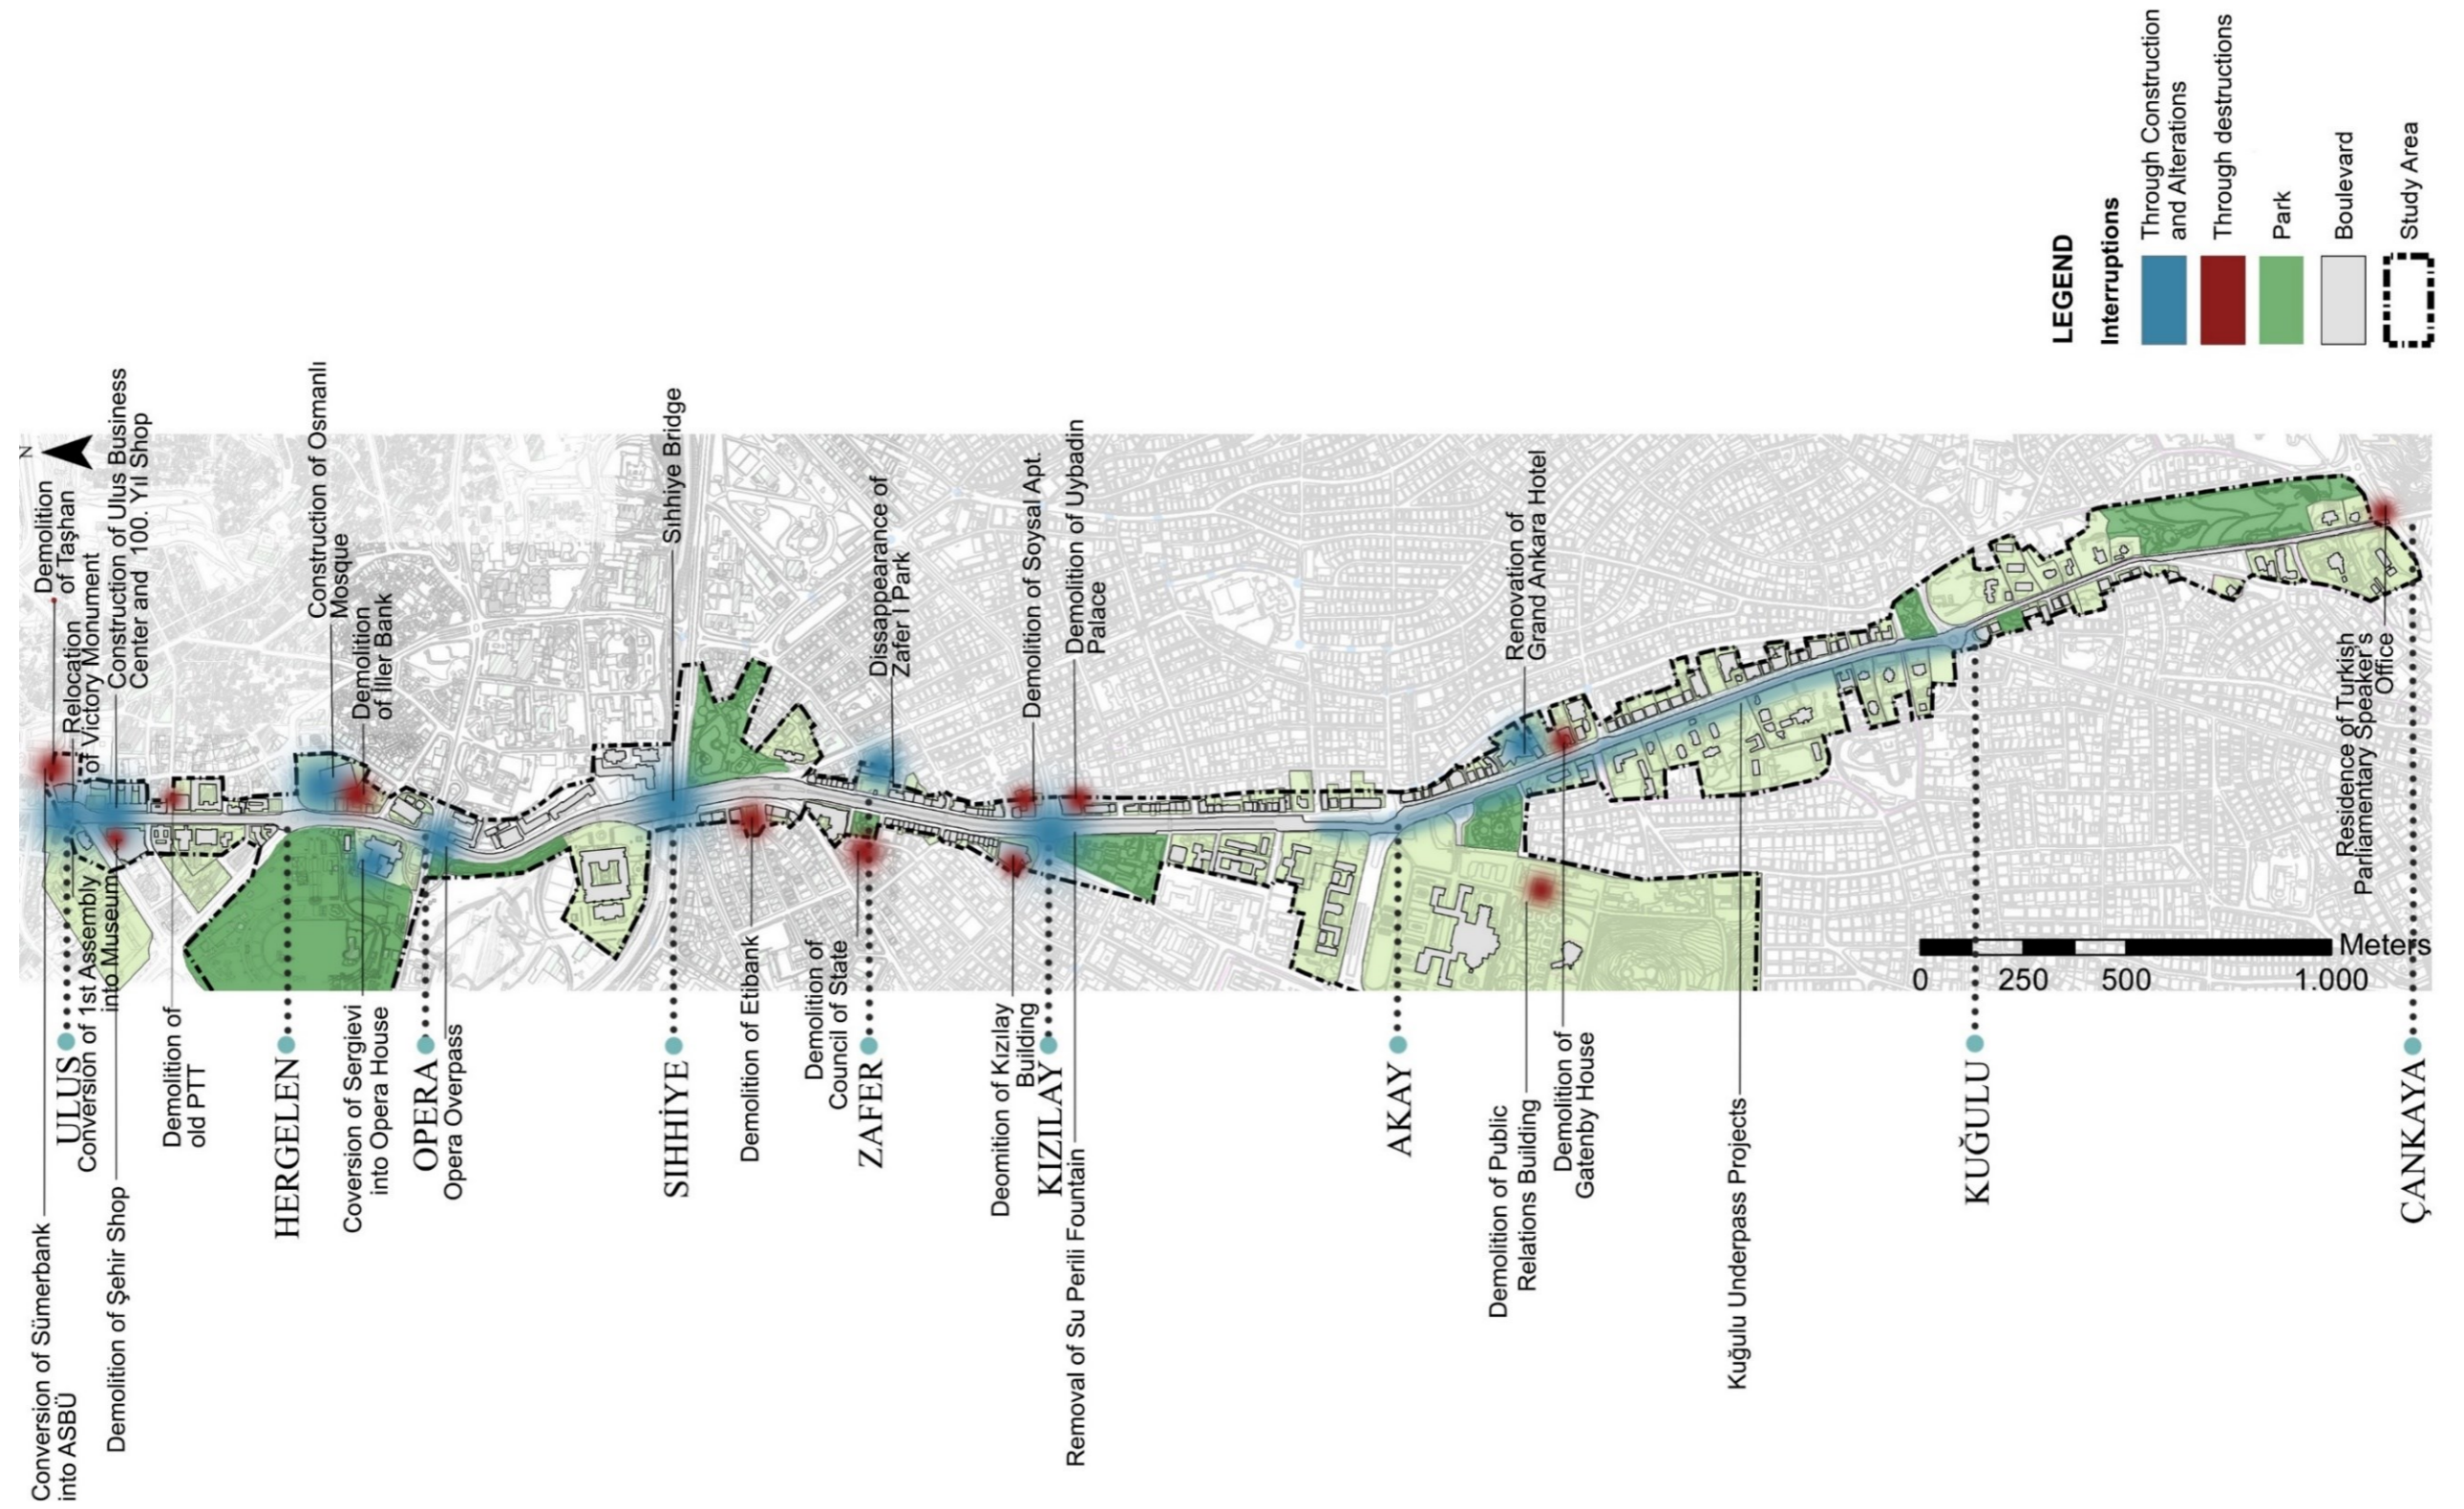 Conversion of Sümerbank
into ASBÜ
Demolition
of Taşhan
ULUS
Relocation
of Victory Monument
Conversion of 1st Assembly
into Museum
Construction of Ulus Business
Center and 100. Yıl Shop
Demolition of Şehir Shop
Demolition of
old PTT
HERGELEN
Construction of Osmanlı
Mosque
Coversion of Sergievi
into Opera House
Demolition
of İller Bank
OPERA
Opera Overpass
SIHHİYE
Sıhhiye Bridge
Demolition of Etibank
Demolition of
Council of State
ZAFER
Dissappearance of
Zafer I Park
Deomition of Kızılay
Building
Demolition of Soysal Apt.
KIZILAY
Removal of Su Perili Fountain
Demolition of Uybadin
Palace
AKAY
Demolition of Public
Relations Building
Renovation of
Grand Ankara Hotel
Demolition of
Gatenby House
Kuğulu Underpass Projects
KUĞULU
Residence of Turkish
Parliamentary Speaker's
Office
ÇANKAYA
N
0 250 500 1.000
Meters
LEGEND
Interruptions
Through Construction
and Alterations
Through destructions
Park
Boulevard
Study Area